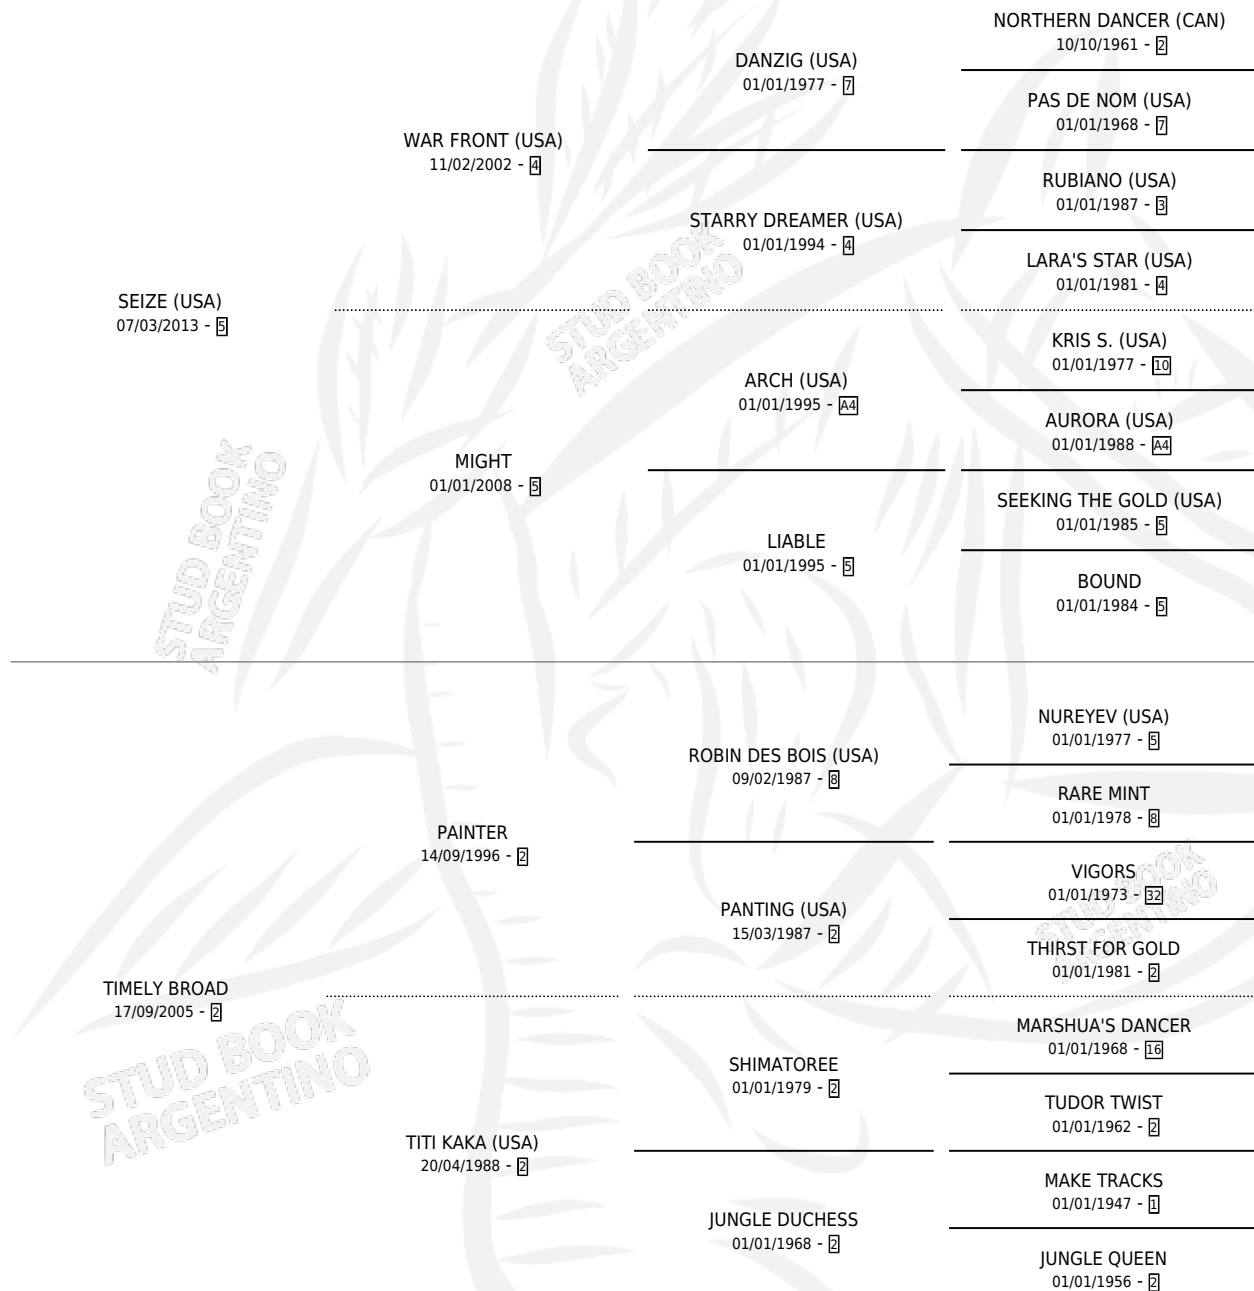 NORTHERN DANCER (CAN)
10/10/1961 - 2
DANZIG (USA)
01/01/1977 - 7
PAS DE NOM (USA)
01/01/1968 - 7
WAR FRONT (USA)
11/02/2002 - 4
RUBIANO (USA)
01/01/1987 - 3
STARRY DREAMER (USA)
01/01/1994 - 4
LARA'S STAR (USA)
01/01/1981 - 4
SEIZE (USA)
07/03/2013 - 5
KRIS S. (USA)
01/01/1977 - 10
ARCH (USA)
01/01/1995 - A4
AURORA (USA)
01/01/1988 - A4
MIGHT
01/01/2008 - 5
SEEKING THE GOLD (USA)
01/01/1985 - 5
LIABLE
01/01/1995 - 5
BOUND
01/01/1984 - 5
NUREYEV (USA)
01/01/1977 - 5
ROBIN DES BOIS (USA)
09/02/1987 - 8
RARE MINT
01/01/1978 - 8
PAINTER
14/09/1996 - 2
VIGORS
01/01/1973 - 32
PANTING (USA)
15/03/1987 - 2
THIRST FOR GOLD
01/01/1981 - 2
TIMELY BROAD
17/09/2005 - 2
MARSHUA'S DANCER
01/01/1968 - 16
SHIMATOREE
01/01/1979 - 2
TUDOR TWIST
01/01/1962 - 2
TITI KAKA (USA)
20/04/1988 - 2
MAKE TRACKS
01/01/1947 - 1
JUNGLE DUCHESS
01/01/1968 - 2
JUNGLE QUEEN
01/01/1956 - 2
STUD BOOK
ARGENTINO
STUD BOOK
ARGENTINO
STUD BOOK
ARGENTINO
STUD BOOK
ARGENTINO